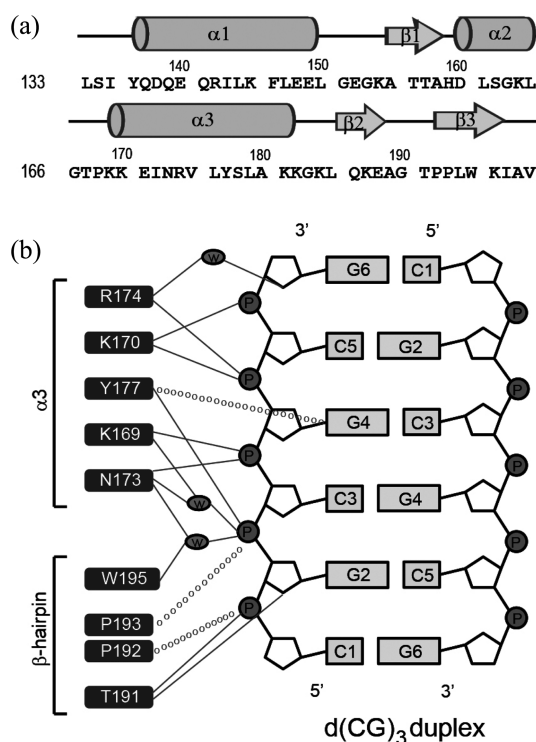 (a)
α1 β1 α2
140 150 160
133 LSI YQDQE QRILK FLEEL GEGKA TTAHD LSGKL
α3 β2 β3
170 180 190
166 GTPKK EINRV LYSLA KKGKL QKEAG TPPLW KIAV
(b)
3’ 5’
w
G6 C1
R174
P
P
K170
C5 G2
α3
P
P
Y177
G4 C3
K169
P
P
N173
w
C3 G4
P
P
w
W195
G2 C5
β-hairpin
P193
P
P
P192
C1 G6
T191
5’ 3’
d(CG)3 duplex